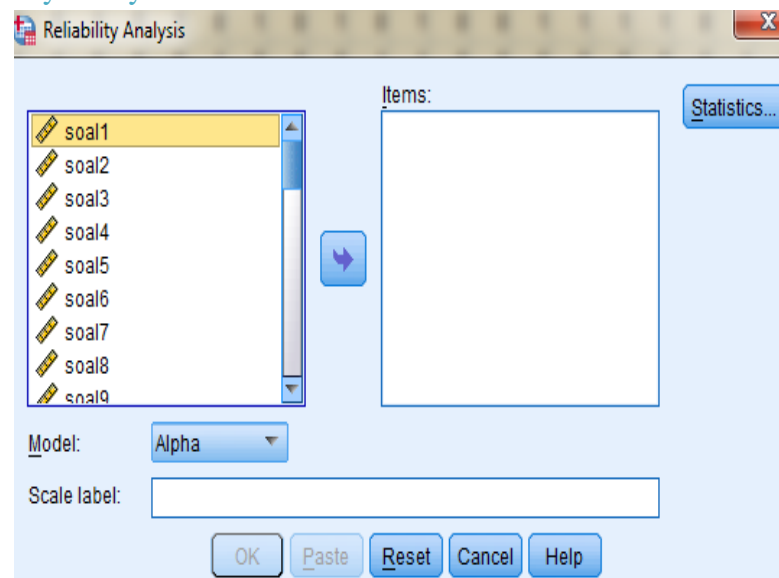 Reliability Analysis
Items:
Statistics...
soal1
soal2
soal3
soal4
soal5
soal6
soal7
soal8
soal9
Model:
Alpha
Scale label:
OK
Paste
Reset
Cancel
Help